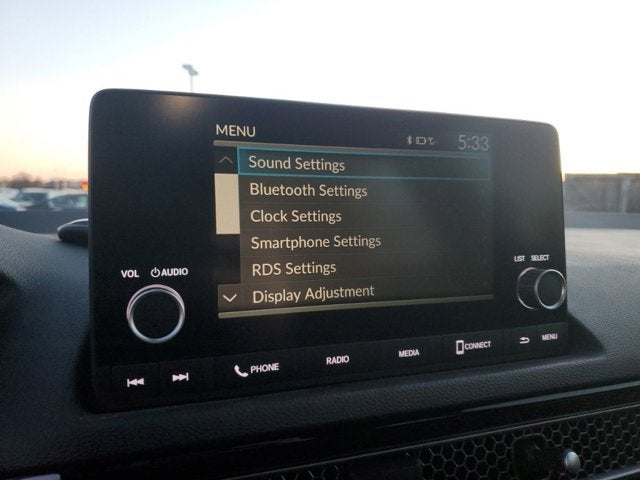 MENU
5:33
Sound Settings
Bluetooth Settings
Clock Settings
Smartphone Settings
RDS Settings
Display Adjustment
VOL AUDIO
LIST SELECT
PHONE
RADIO
MEDIA
CONNECT
MENU